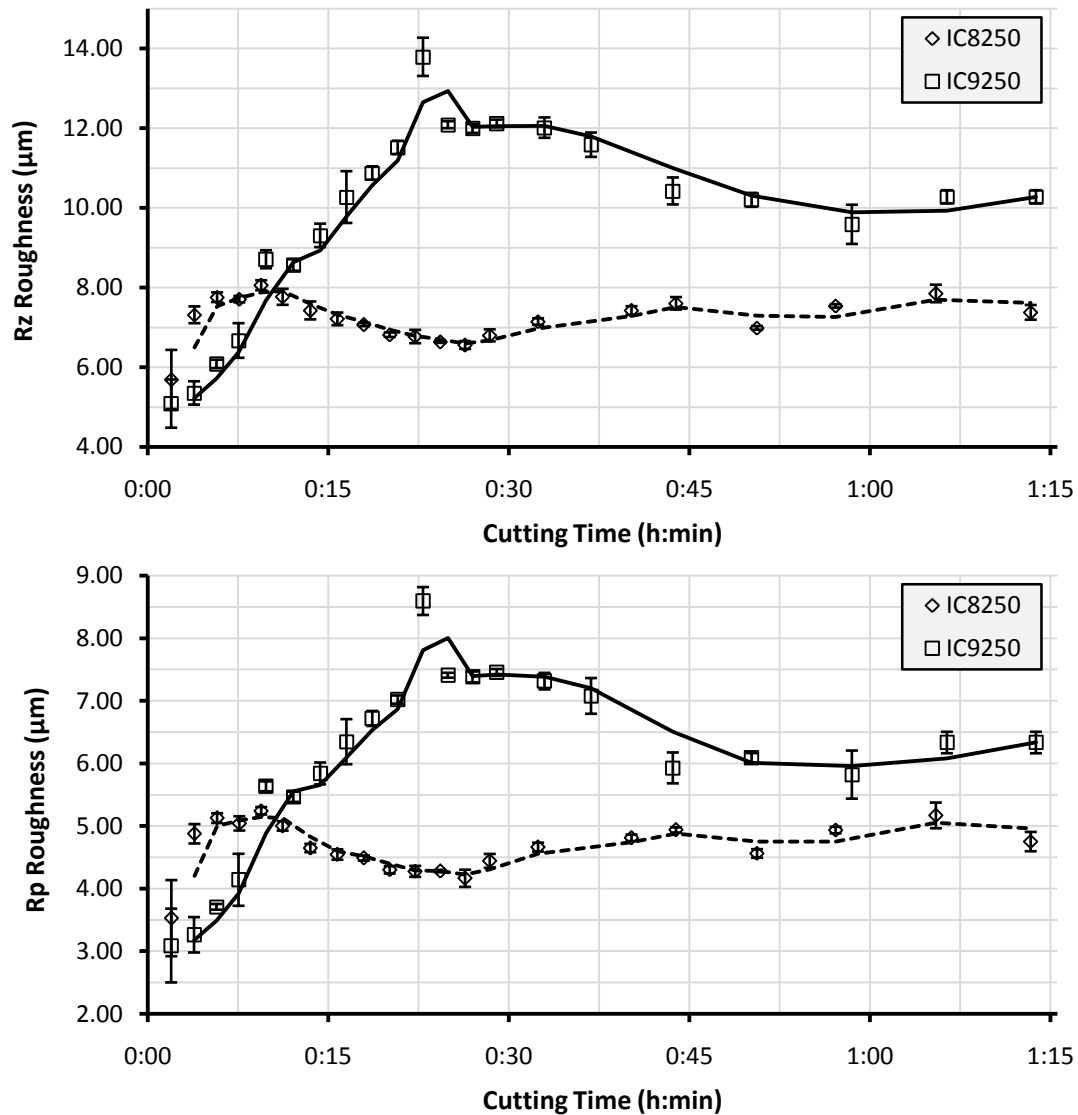 Rz Roughness (µm)
14.00
12.00
10.00
8.00
6.00
4.00
0:00 0:15 0:30 0:45 1:00 1:15
Cutting Time (h:min)
IC8250
IC9250
Rp Roughness (µm)
9.00
8.00
7.00
6.00
5.00
4.00
3.00
2.00
0:00 0:15 0:30 0:45 1:00 1:15
Cutting Time (h:min)
IC8250
IC9250